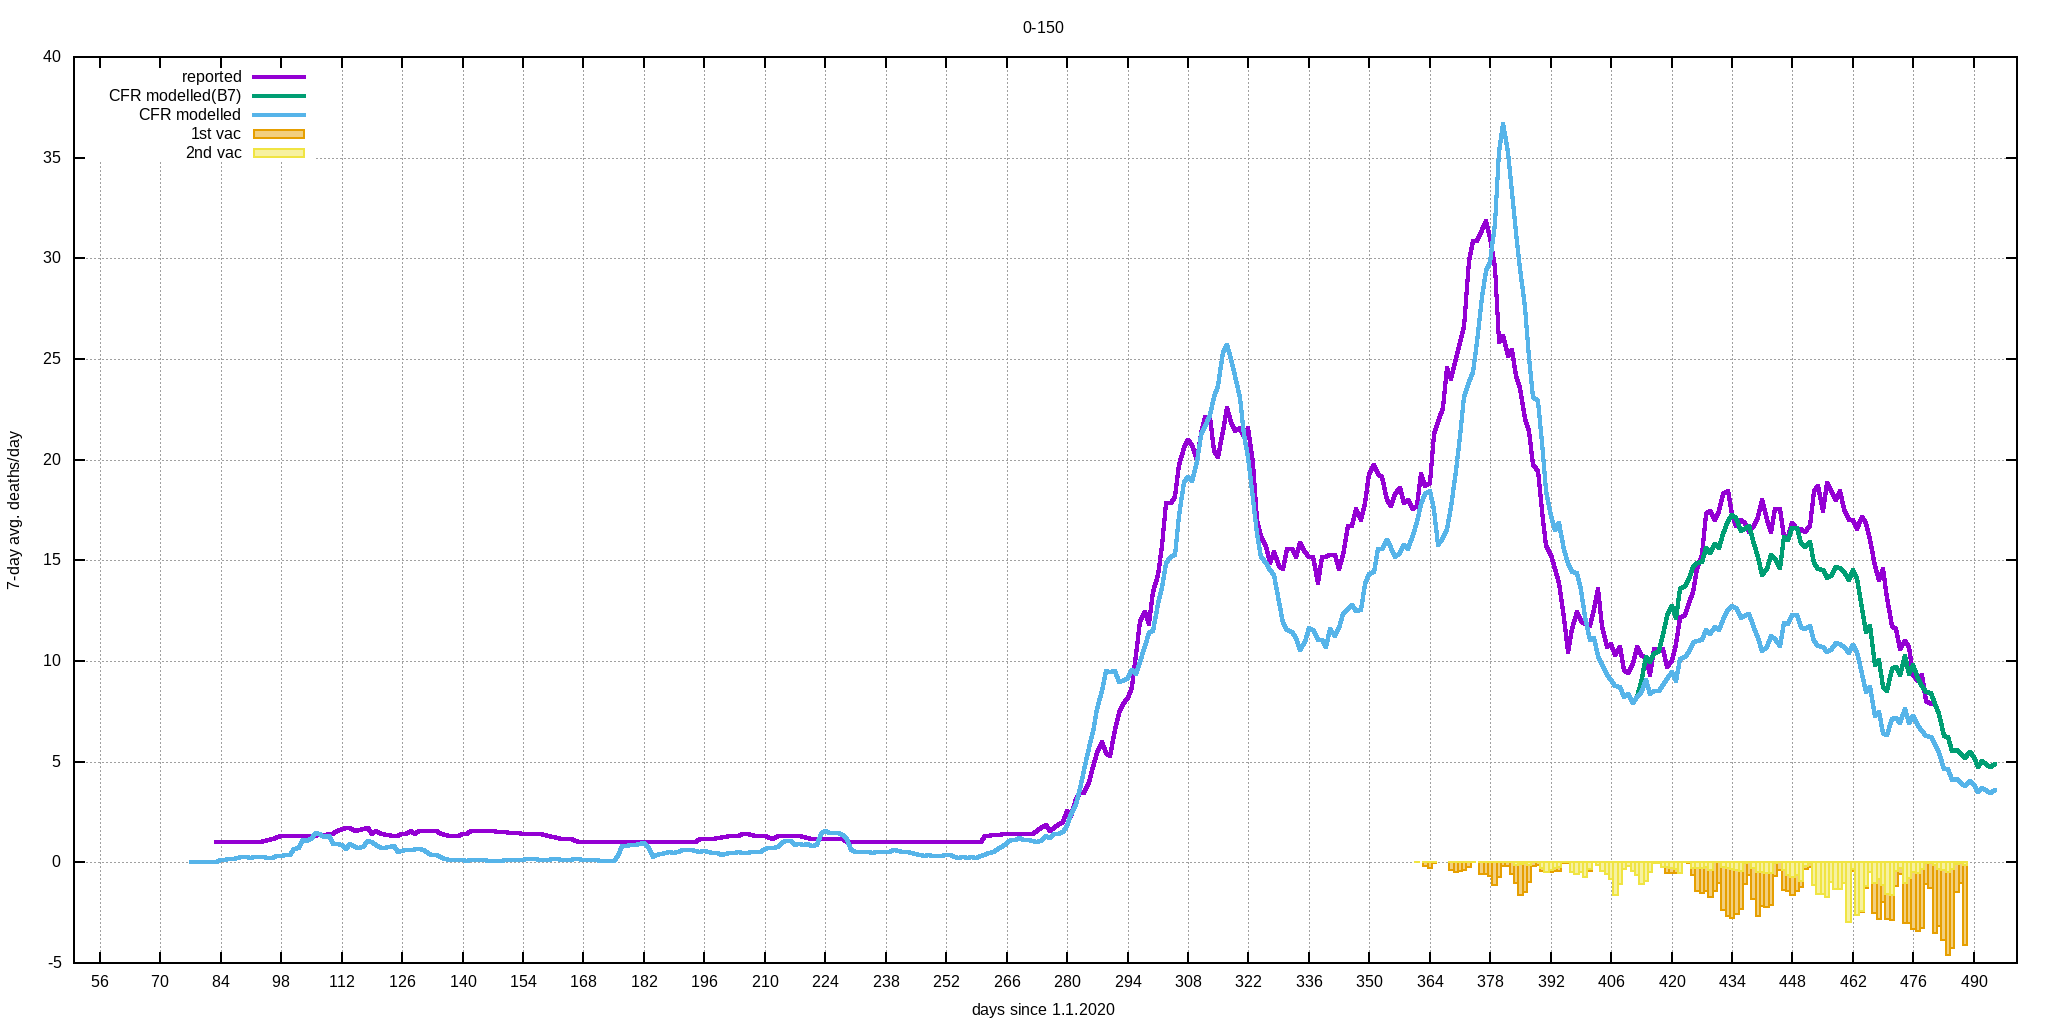 0-150
40
35
30
25
20
15
10
5
0
-5
7-day avg. deaths/day
reported
CFR modelled(B7)
CFR modelled
1st vac
2nd vac
56 70 84 98 112 126 140 154 168 182 196 210 224 238 252 266 280 294 308 322 336 350 364 378 392 406 420 434 448 462 476 490
days since 1.1.2020